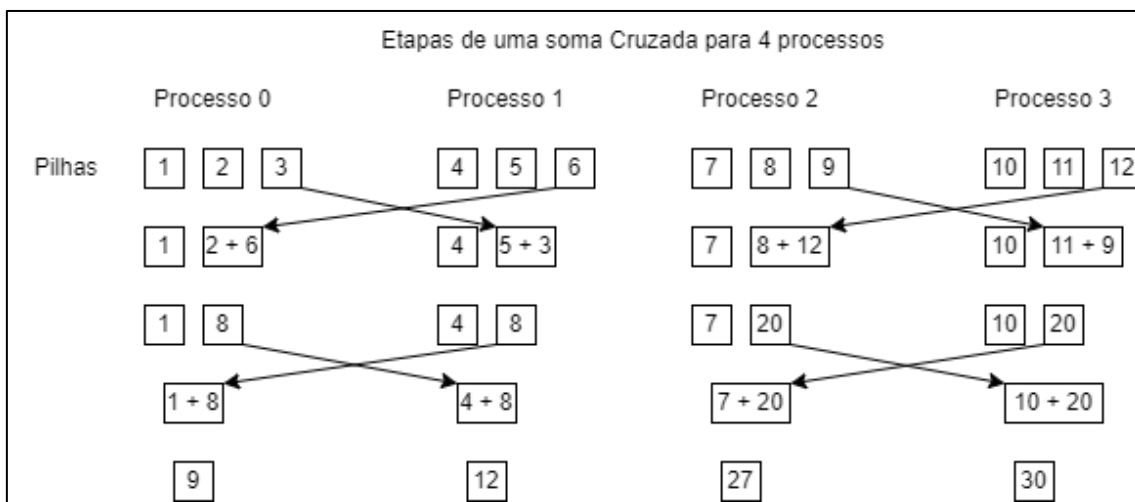 Etapas de uma soma Cruzada para 4 processos
Processo 0 Processo 1 Processo 2 Processo 3
Pilhas 1 2 3 4 5 6 7 8 9 10 11 12
1 2 + 6 4 5 + 3 7 8 + 12 10 11 + 9
1 8 4 8 7 20 10 20
1 + 8 4 + 8 7 + 20 10 + 20
9 12 27 30